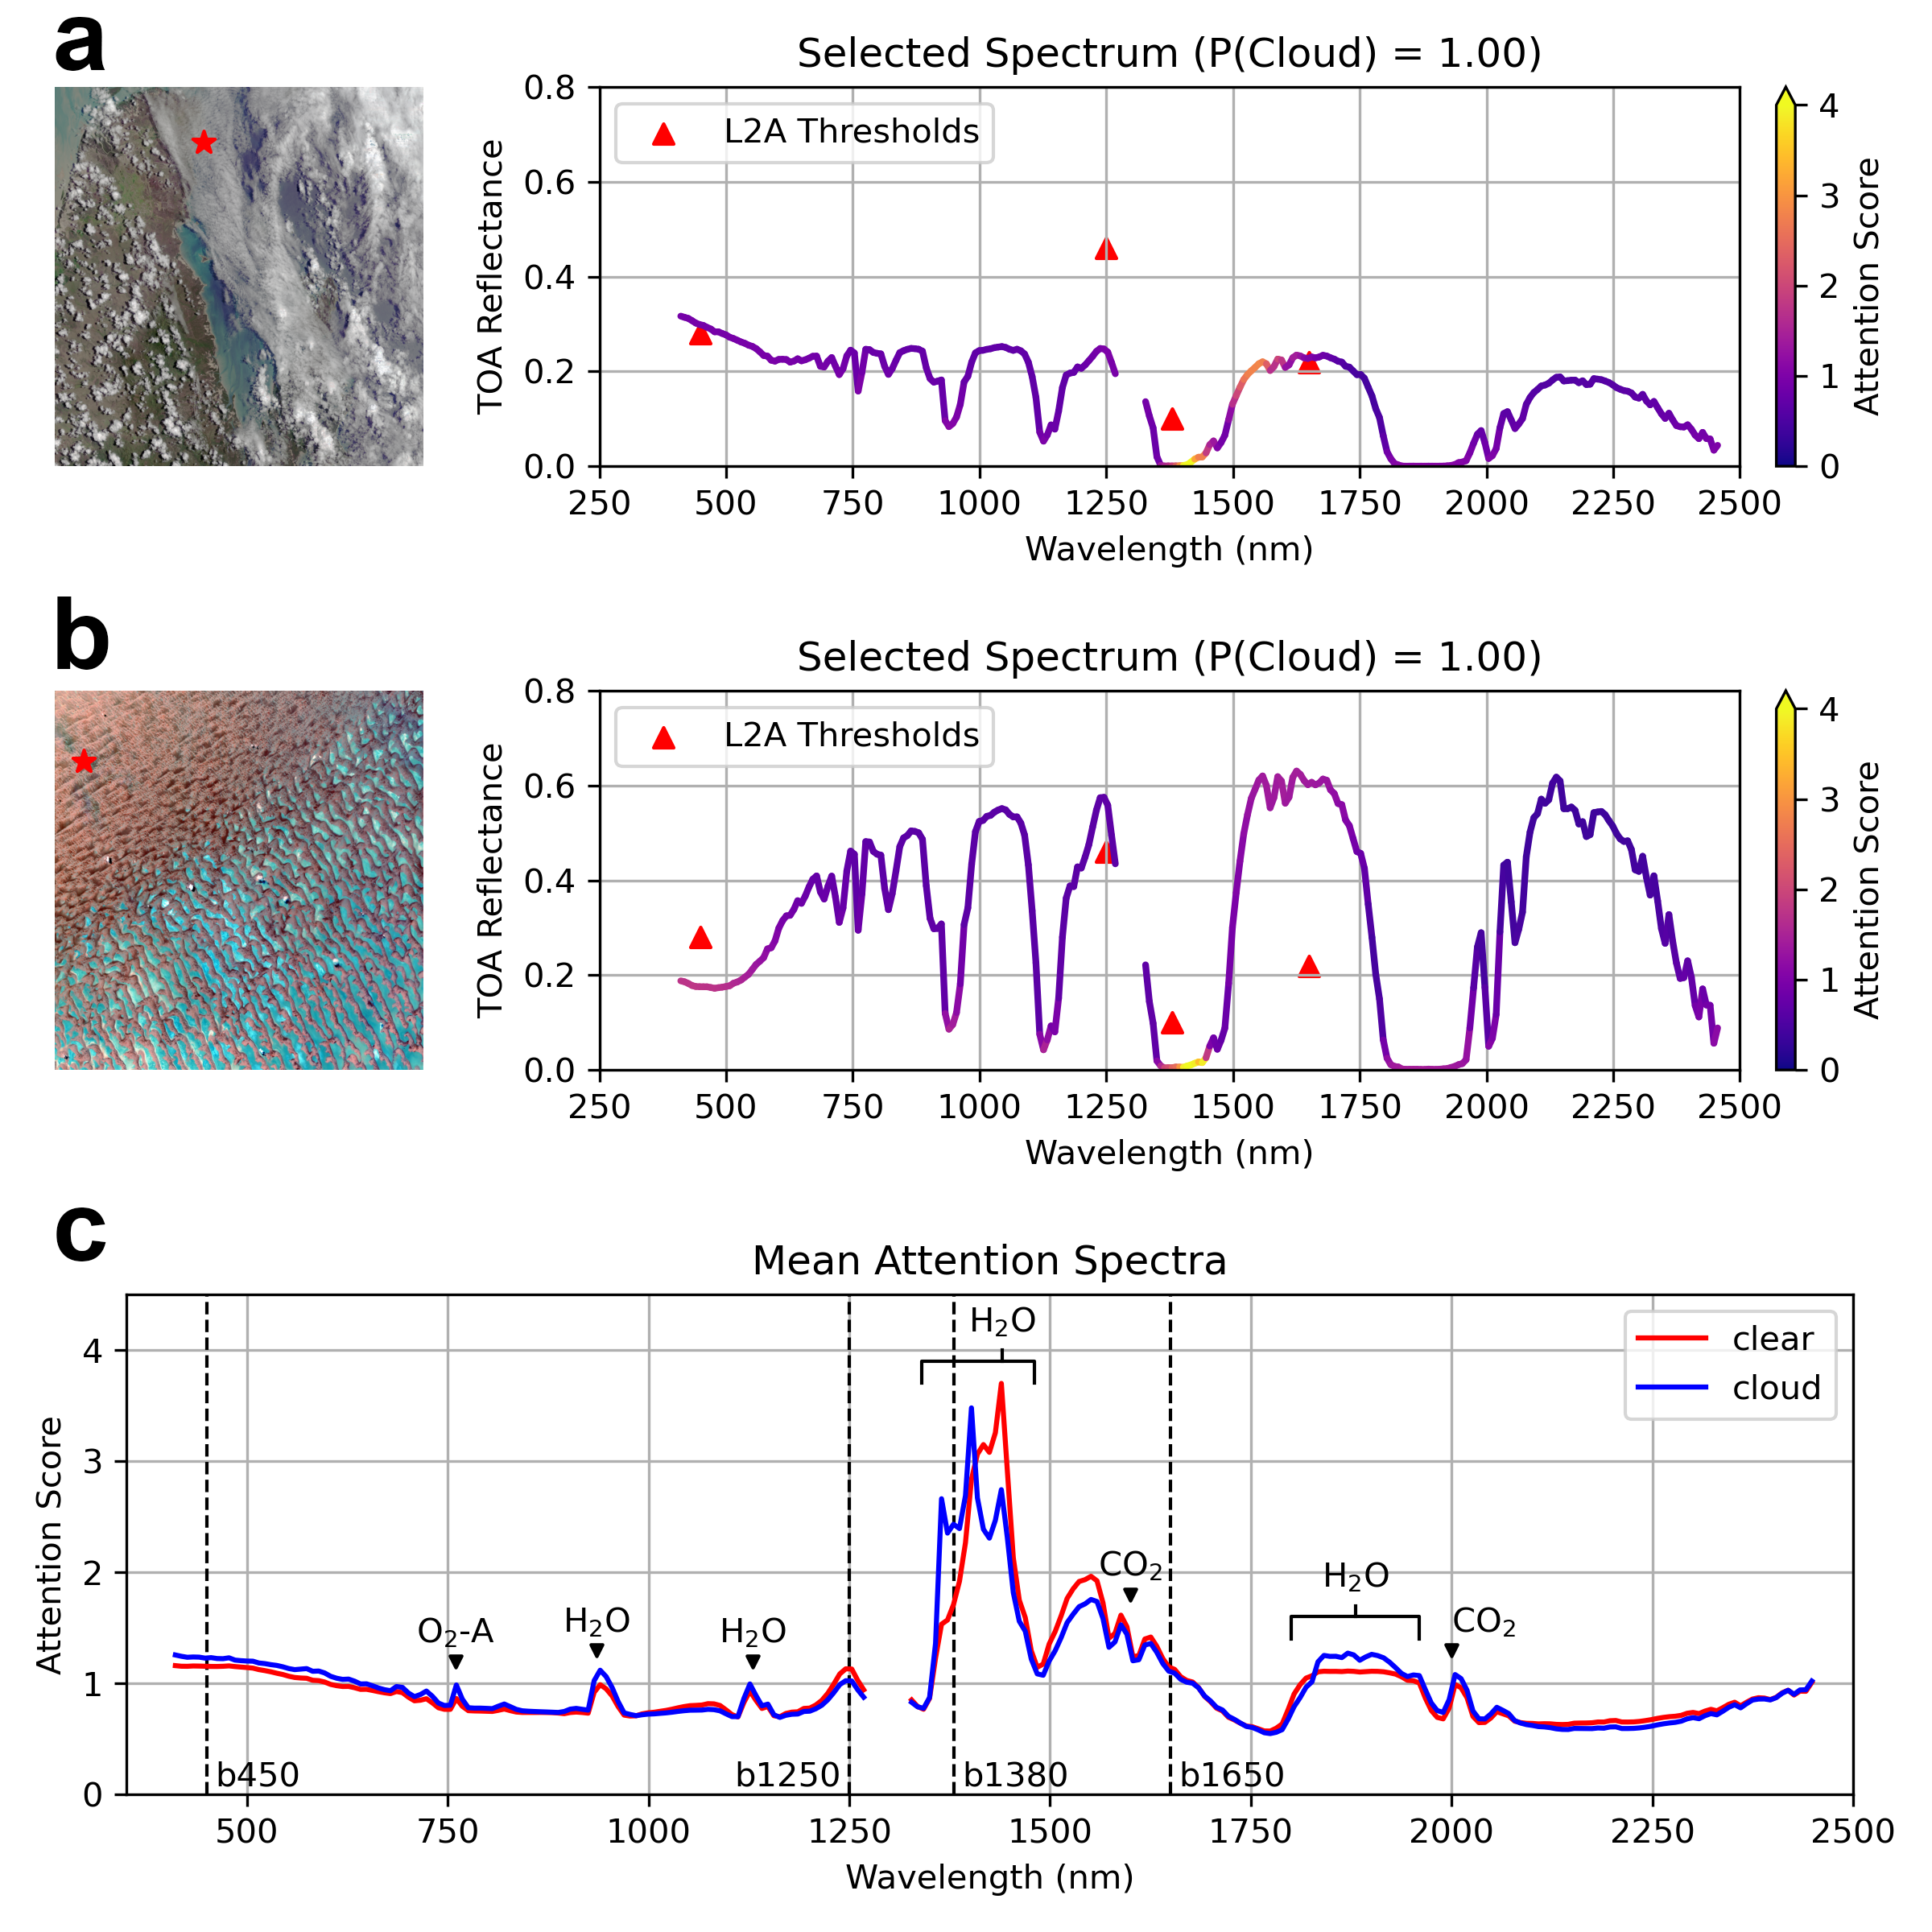 a
Selected Spectrum (P(Cloud) = 1.00)
L2A Thresholds
TOA Reflectance
0.8
0.6
0.4
0.2
0.0
250 500 750 1000 1250 1500 1750 2000 2250 2500
Wavelength (nm)
4
3
2
1
0
Attention Score
b
Selected Spectrum (P(Cloud) = 1.00)
L2A Thresholds
TOA Reflectance
0.8
0.6
0.4
0.2
0.0
250 500 750 1000 1250 1500 1750 2000 2250 2500
Wavelength (nm)
4
3
2
1
0
Attention Score
c
Mean Attention Spectra
clear
cloud
Attention Score
4
3
2
1
0
O₂-A
H₂O
H₂O
H₂O
CO₂
H₂O
CO₂
b450
b1250
b1380
b1650
500 750 1000 1250 1500 1750 2000 2250 2500
Wavelength (nm)